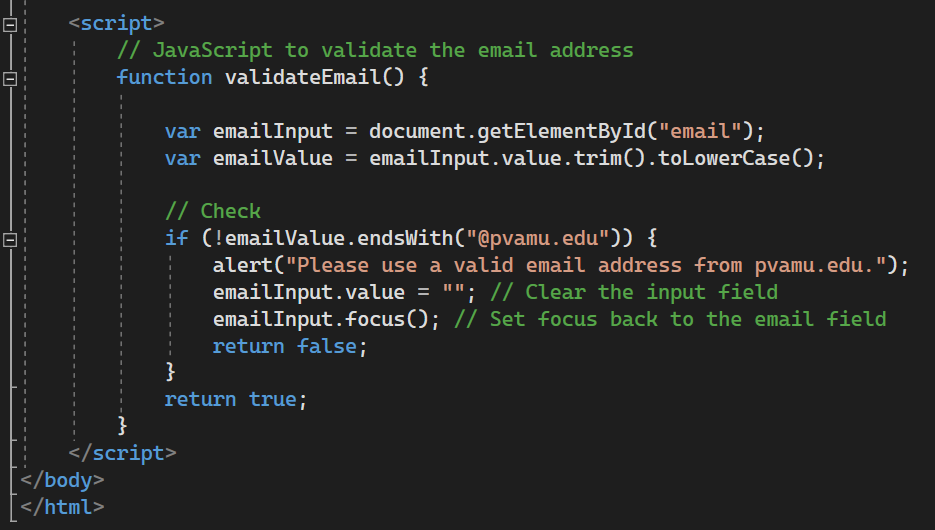 <script>
// JavaScript to validate the email address
function validateEmail() {
var emailInput = document.getElementById("email");
var emailValue = emailInput.value.trim().toLowerCase();
// Check
if (!emailValue.endsWith("@pvamu.edu")) {
alert("Please use a valid email address from pvamu.edu.");
emailInput.value = ""; // Clear the input field
emailInput.focus(); // Set focus back to the email field
return false;
}
return true;
}
</script>
</body>
</html>